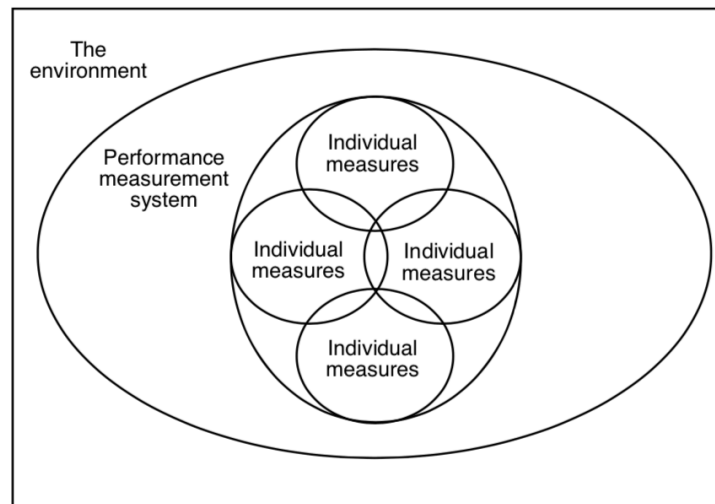 The
environment
Performance
measurement
system
Individual
measures
Individual
measures
Individual
measures
Individual
measures